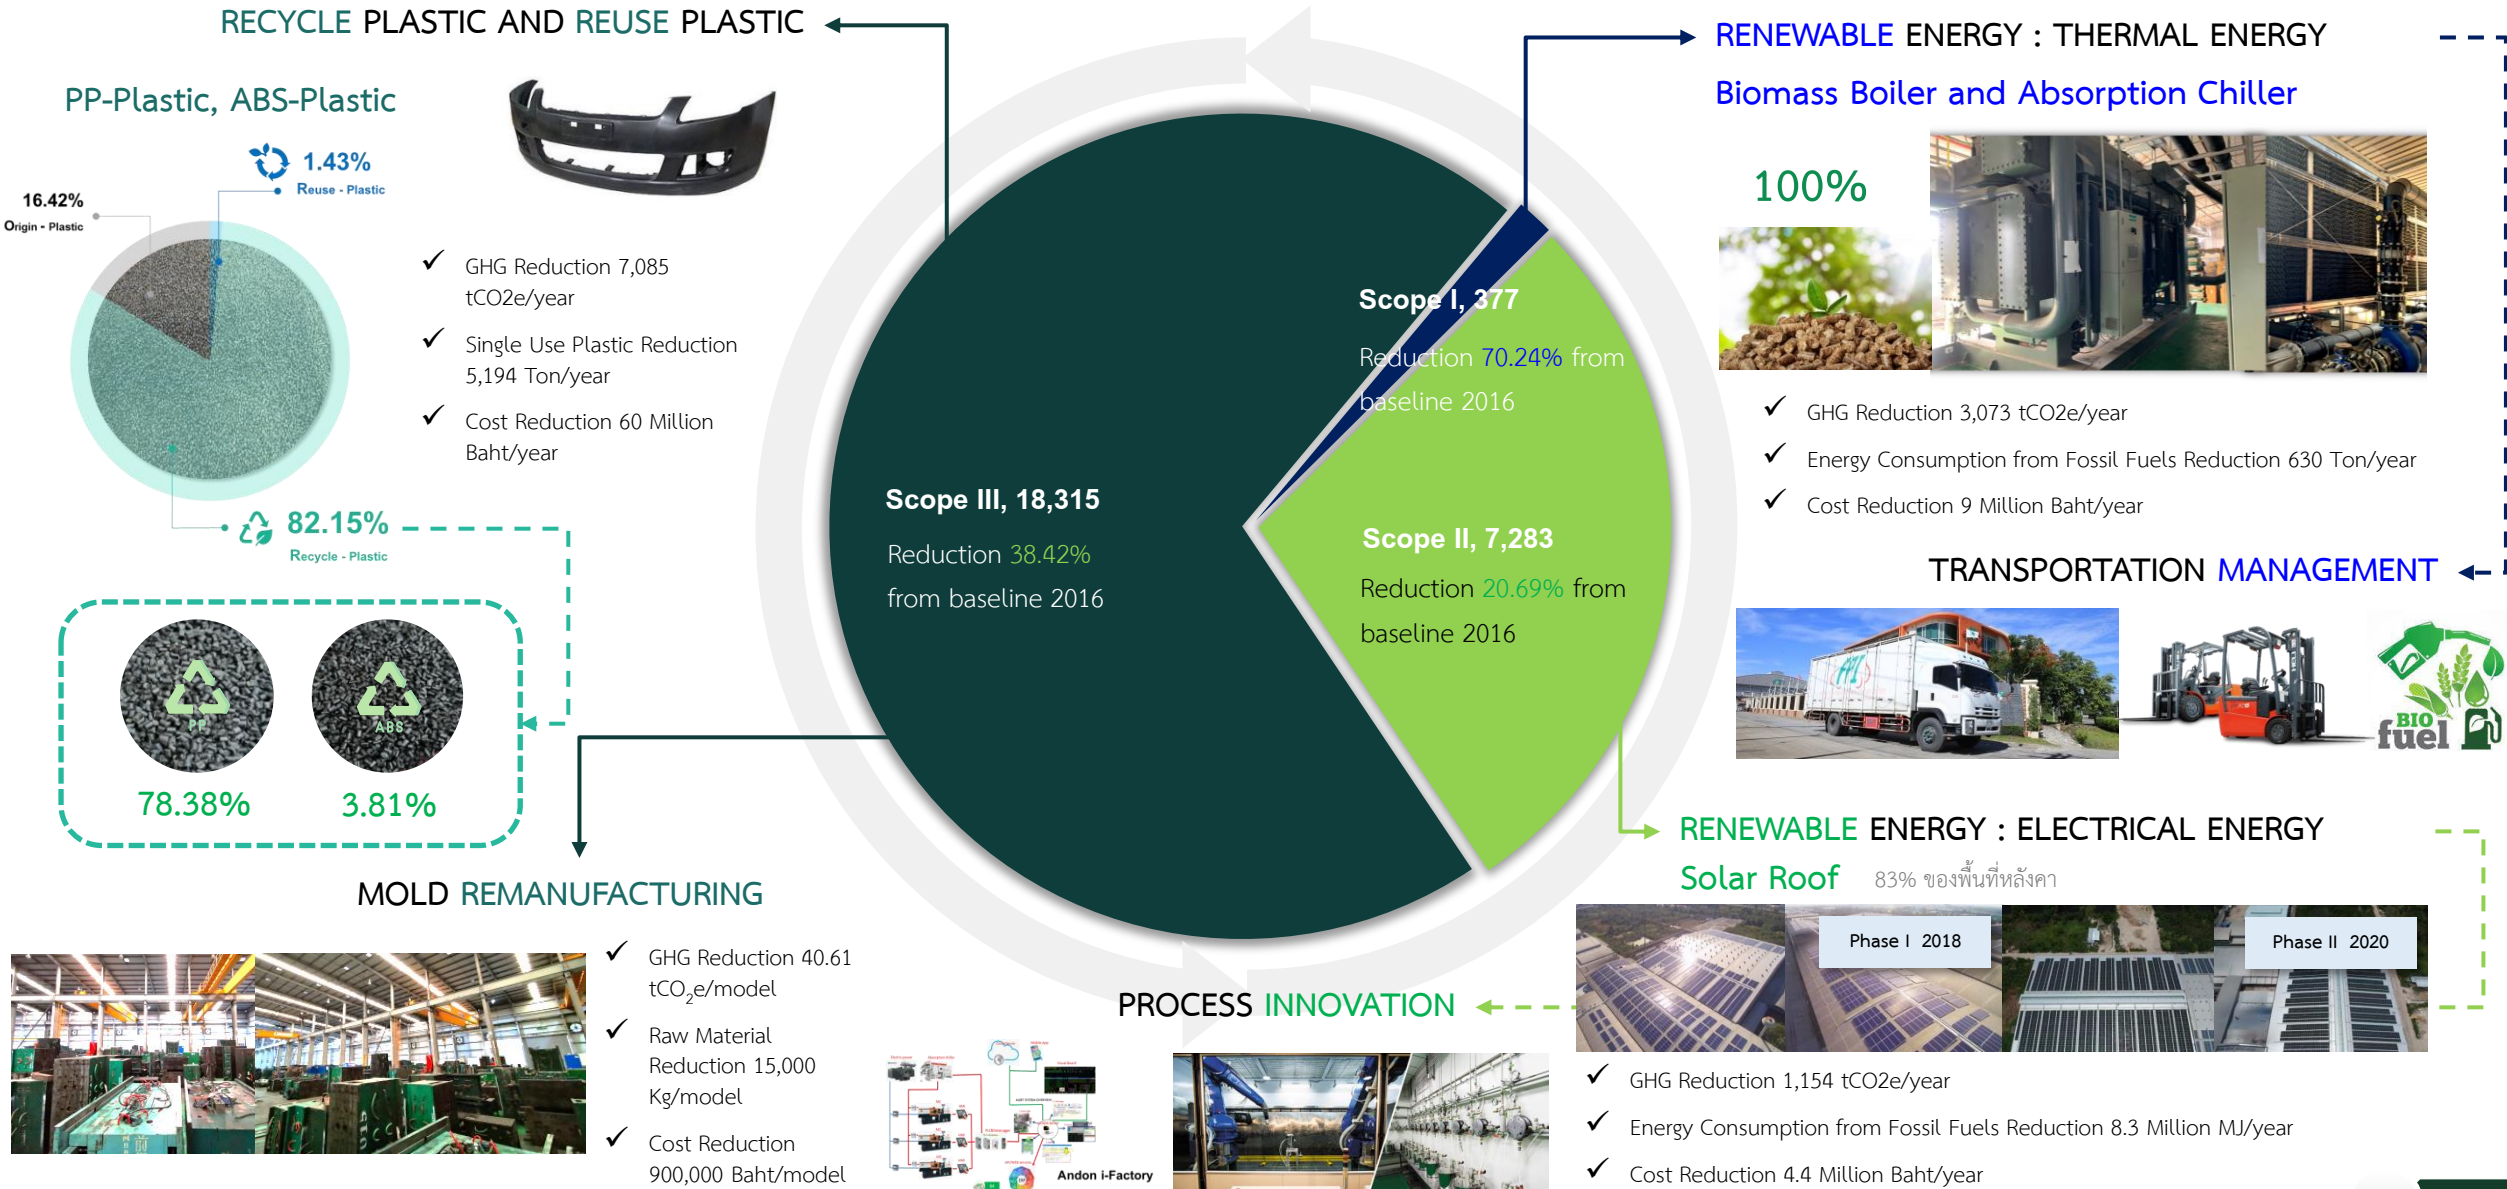 RECYCLE PLASTIC AND REUSE PLASTIC
PP-Plastic, ABS-Plastic
1.43%
Reuse - Plastic
16.42%
Origin - Plastic
GHG Reduction 7,085
tCO2e/year
Single Use Plastic Reduction
5,194 Ton/year
Cost Reduction 60 Million
Baht/year
82.15%
Recycle - Plastic
PP
ABS
78.38%
3.81%
MOLD REMANUFACTURING
GHG Reduction 40.61
tCO2e/model
Raw Material
Reduction 15,000
Kg/model
Cost Reduction
900,000 Baht/model
Scope III, 18,315
Reduction 38.42%
from baseline 2016
Scope I, 377
Reduction 70.24% from
baseline 2016
Scope II, 7,283
Reduction 20.69% from
baseline 2016
RENEWABLE ENERGY : THERMAL ENERGY
Biomass Boiler and Absorption Chiller
100%
GHG Reduction 3,073 tCO2e/year
Energy Consumption from Fossil Fuels Reduction 630 Ton/year
Cost Reduction 9 Million Baht/year
TRANSPORTATION MANAGEMENT
FPI
BIO
fuel
RENEWABLE ENERGY : ELECTRICAL ENERGY
Solar Roof 83% ของพื้นที่หลังคา
Phase I 2018
Phase II 2020
GHG Reduction 1,154 tCO2e/year
Energy Consumption from Fossil Fuels Reduction 8.3 Million MJ/year
Cost Reduction 4.4 Million Baht/year
PROCESS INNOVATION
Andon i-Factory